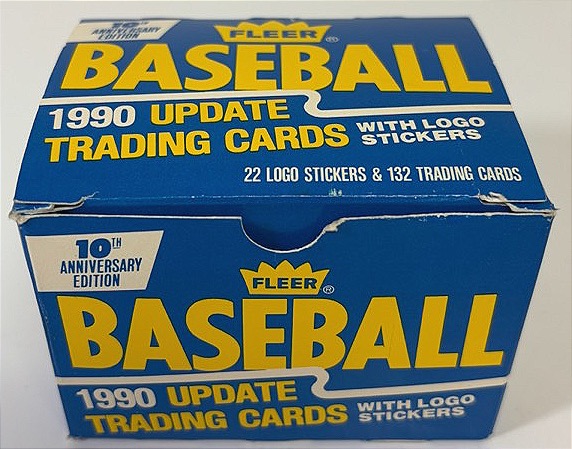 10TH
ANNIVERSARY
EDITION
FLEER®
BASEBALL
1990 UPDATE
TRADING CARDS
WITH LOGO
STICKERS
22 LOGO STICKERS & 132 TRADING CARDS
10TH
ANNIVERSARY
EDITION
FLEER®
BASEBALL
1990 UPDATE
TRADING CARDS
WITH LOGO
STICKERS